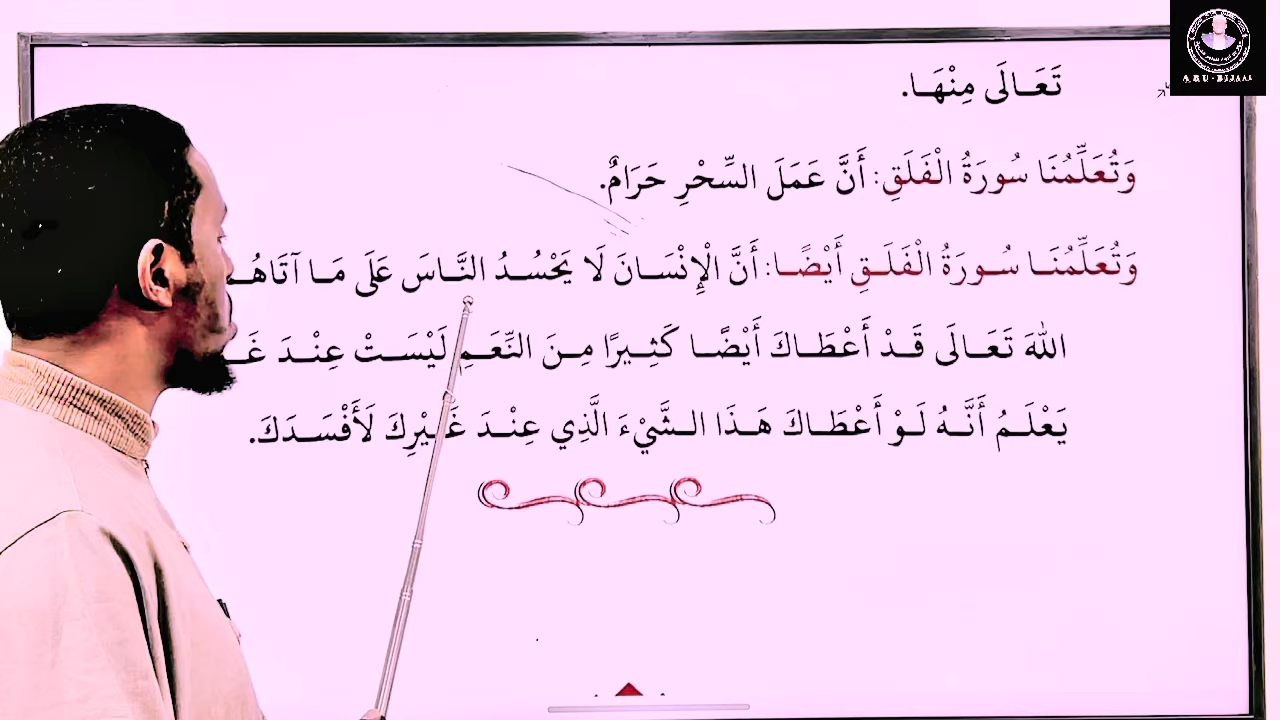 تَعَالَى مِنْهَا.
وَتُعَلِّمُنَا سُورَةُ الْفَلَقِ: أَنَّ عَمَلَ السِّحْرِ حَرَامٌ.
وَتُعَلِّمُنَا سُورَةُ الْفَلَقِ أَيْضًا: أَنَّ الْإِنْسَانَ لَا يَحْسُدُ النَّاسَ عَلَى مَا آتَاهُـ
اللهَ تَعَالَى قَدْ أَعْطَاكَ أَيْضًا كَثِيرًا مِنَ النِّعَمِ لَيْسَتْ عِنْدَ غَـ
يَعْلَمُ أَنَّهُ لَوْ أَعْطَاكَ هَذَا الشَّيْءَ الَّذِي عِنْدَ غَيْرِكَ لَأَفْسَدَكَ.